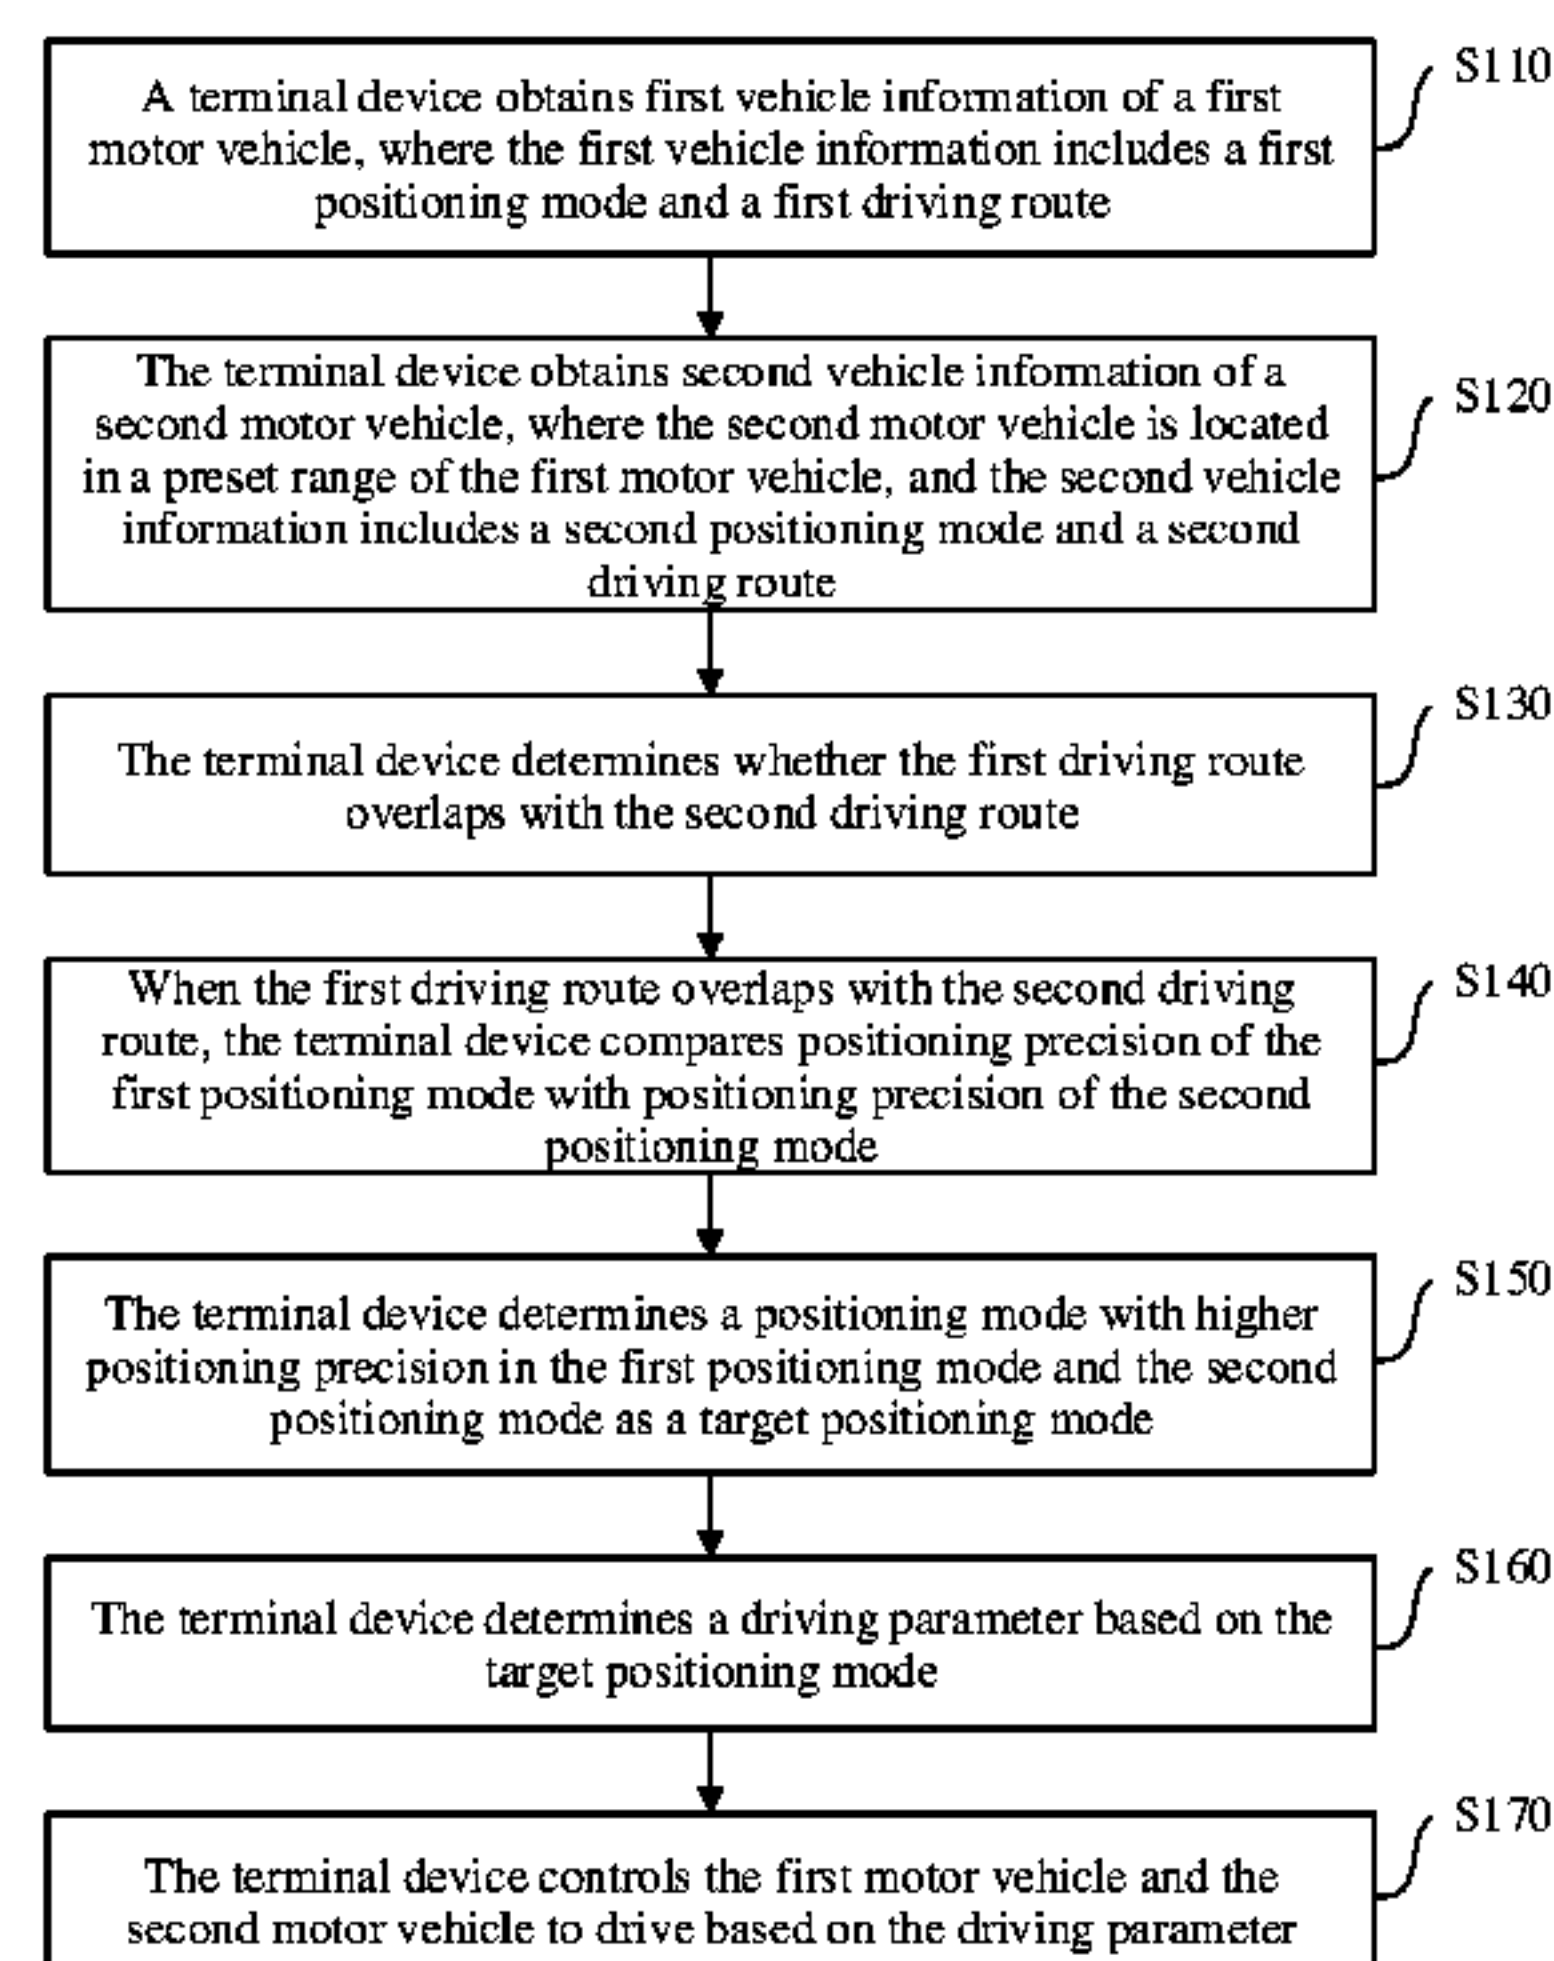 A terminal device obtains first vehicle information of a first
motor vehicle, where the first vehicle information includes a first
positioning mode and a first driving route
S110
The terminal device obtains second vehicle information of a
second motor vehicle, where the second motor vehicle is located
in a preset range of the first motor vehicle, and the second vehicle
information includes a second positioning mode and a second
driving route
S120
The terminal device determines whether the first driving route
overlaps with the second driving route
S130
When the first driving route overlaps with the second driving
route, the terminal device compares positioning precision of the
first positioning mode with positioning precision of the second
positioning mode
S140
The terminal device determines a positioning mode with higher
positioning precision in the first positioning mode and the second
positioning mode as a target positioning mode
S150
The terminal device determines a driving parameter based on the
target positioning mode
S160
The terminal device controls the first motor vehicle and the
second motor vehicle to drive based on the driving parameter
S170